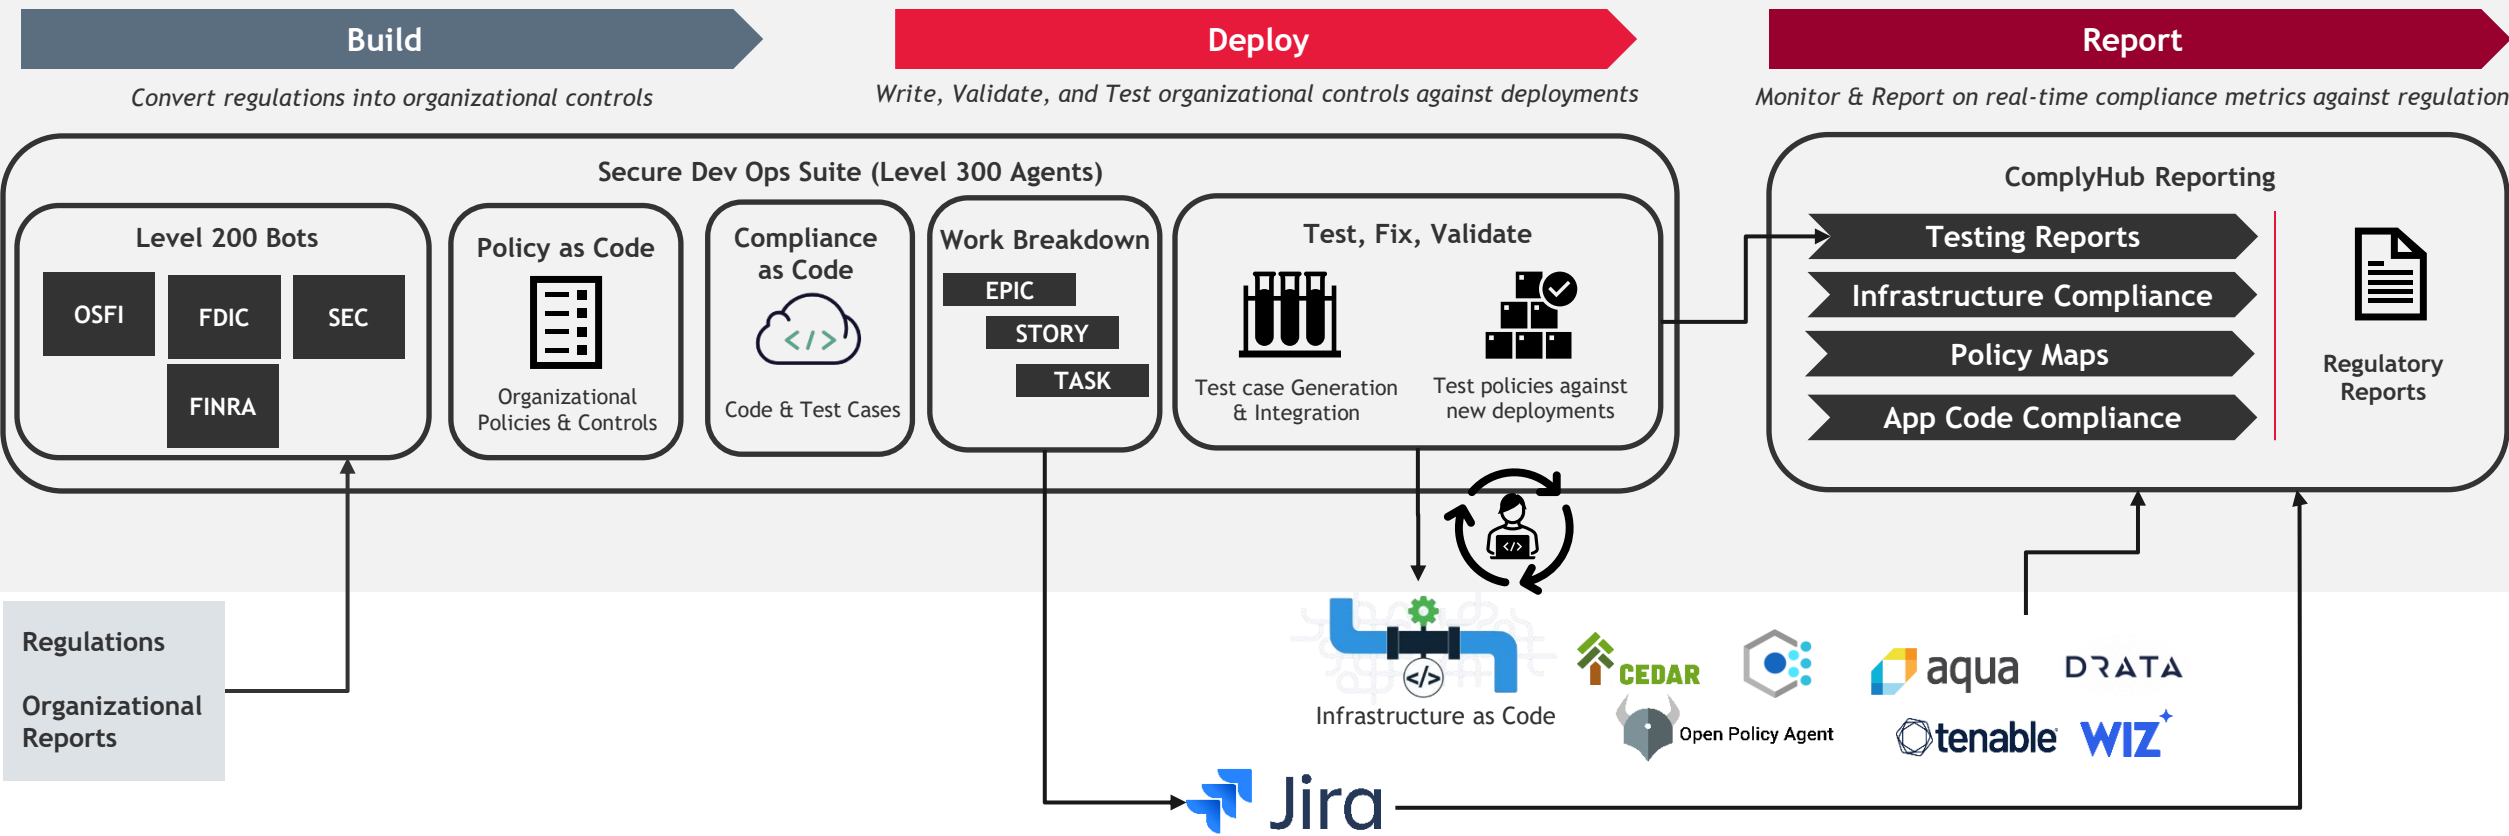 Build
Deploy
Report
Convert regulations into organizational controls
Write, Validate, and Test organizational controls against deployments
Monitor & Report on real-time compliance metrics against regulation
Secure Dev Ops Suite (Level 300 Agents)
Level 200 Bots
OSFI
FDIC
SEC
FINRA
Policy as Code
Organizational
Policies & Controls
Compliance
as Code
</>
Code & Test Cases
Work Breakdown
EPIC
STORY
TASK
Test, Fix, Validate
Test case Generation
& Integration
Test policies against
new deployments
ComplyHub Reporting
Testing Reports
Infrastructure Compliance
Policy Maps
App Code Compliance
Regulatory
Reports
</>
Regulations
Organizational
Reports
</>
Infrastructure as Code
CEDAR
Open Policy Agent
aqua
DRATA
tenable
WIZ
Jira